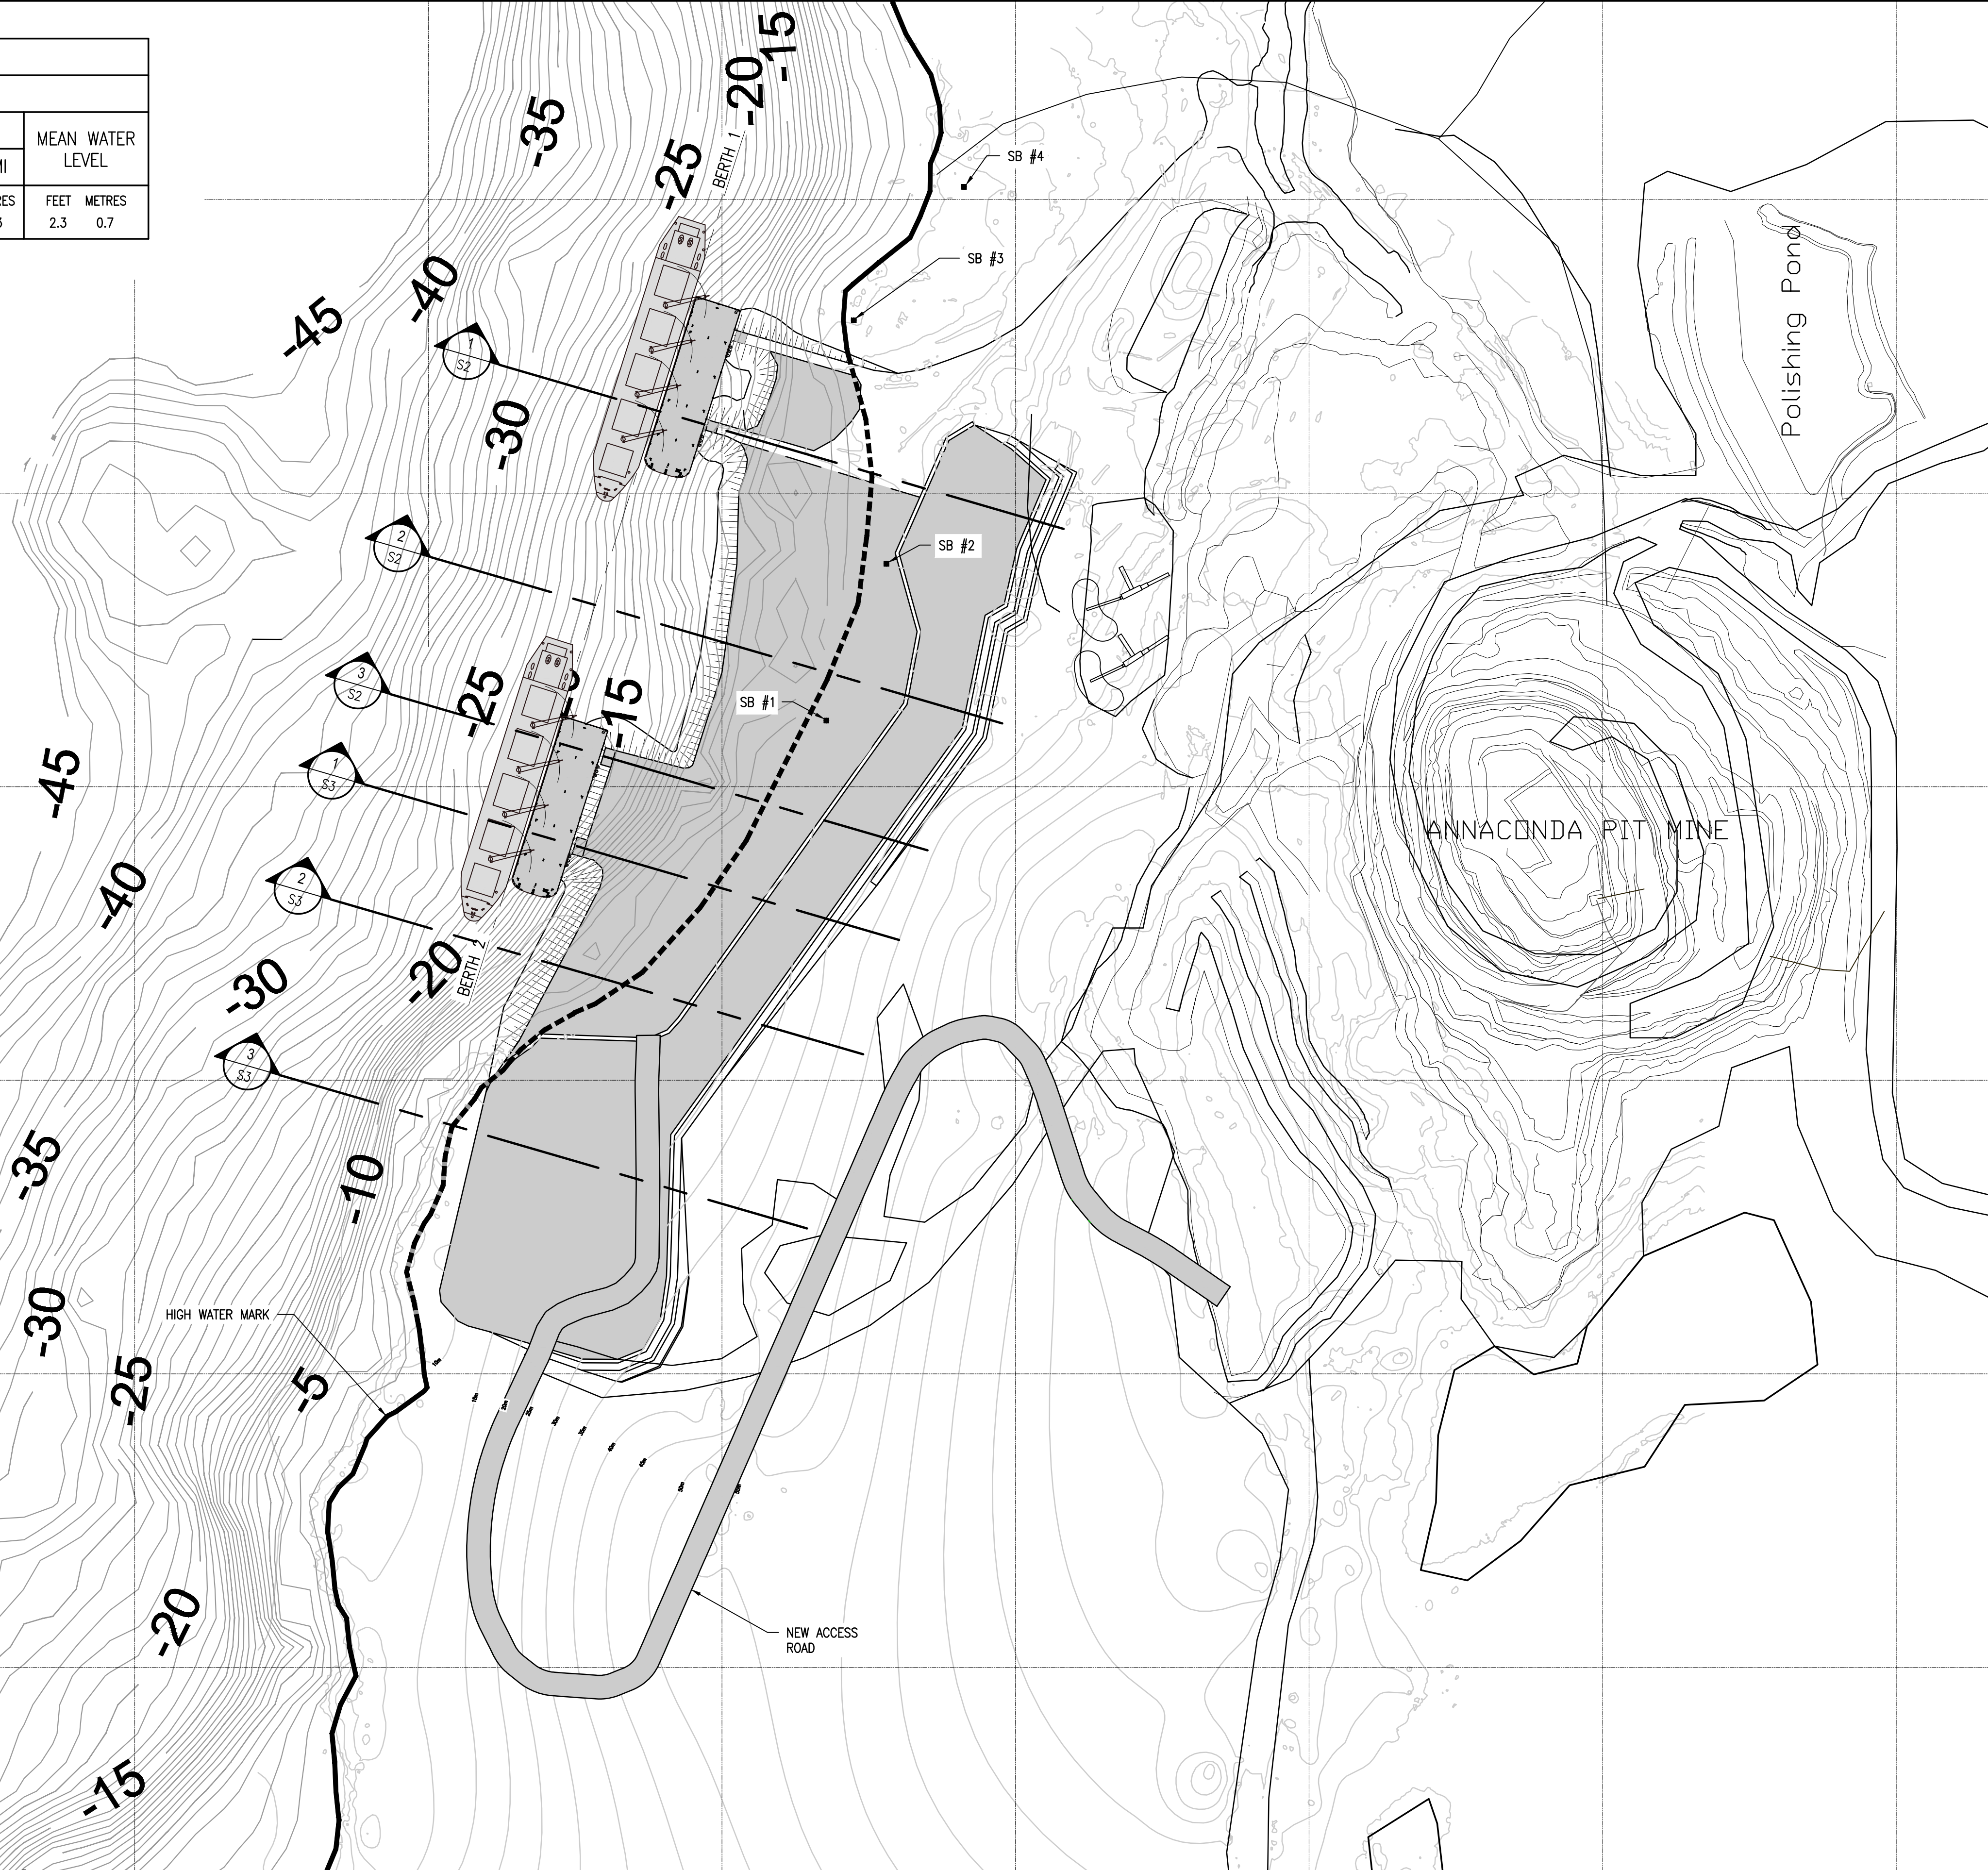 MEAN WATER
LEVEL
FEET METRES
2.3 0.7
-15
-20
-35
-25
BERTH 1
SB #4
SB #3
-40
-45
1
S2
-30
Polishing Pond
2
S2
SB #2
3
S2
-25
-15
SB #1
1
S3
-45
ANNACONDA PIT MINE
2
S3
-40
-20
BERTH 2
-30
3
S3
-35
-10
HIGH WATER MARK
-30
-25
-5
-20
NEW ACCESS
ROAD
-15